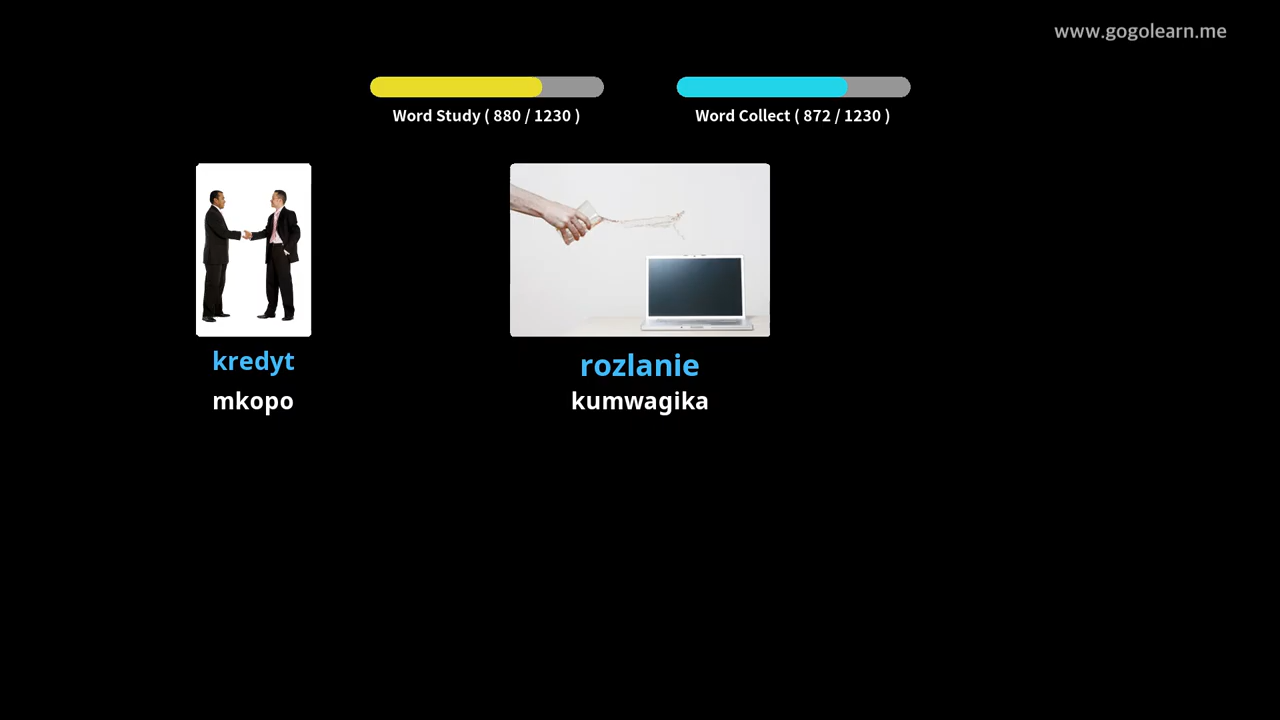 www.gogolearn.me
Word Study ( 880 / 1230 )
Word Collect ( 872 / 1230 )
kredyt
mkopo
rozlanie
kumwagika